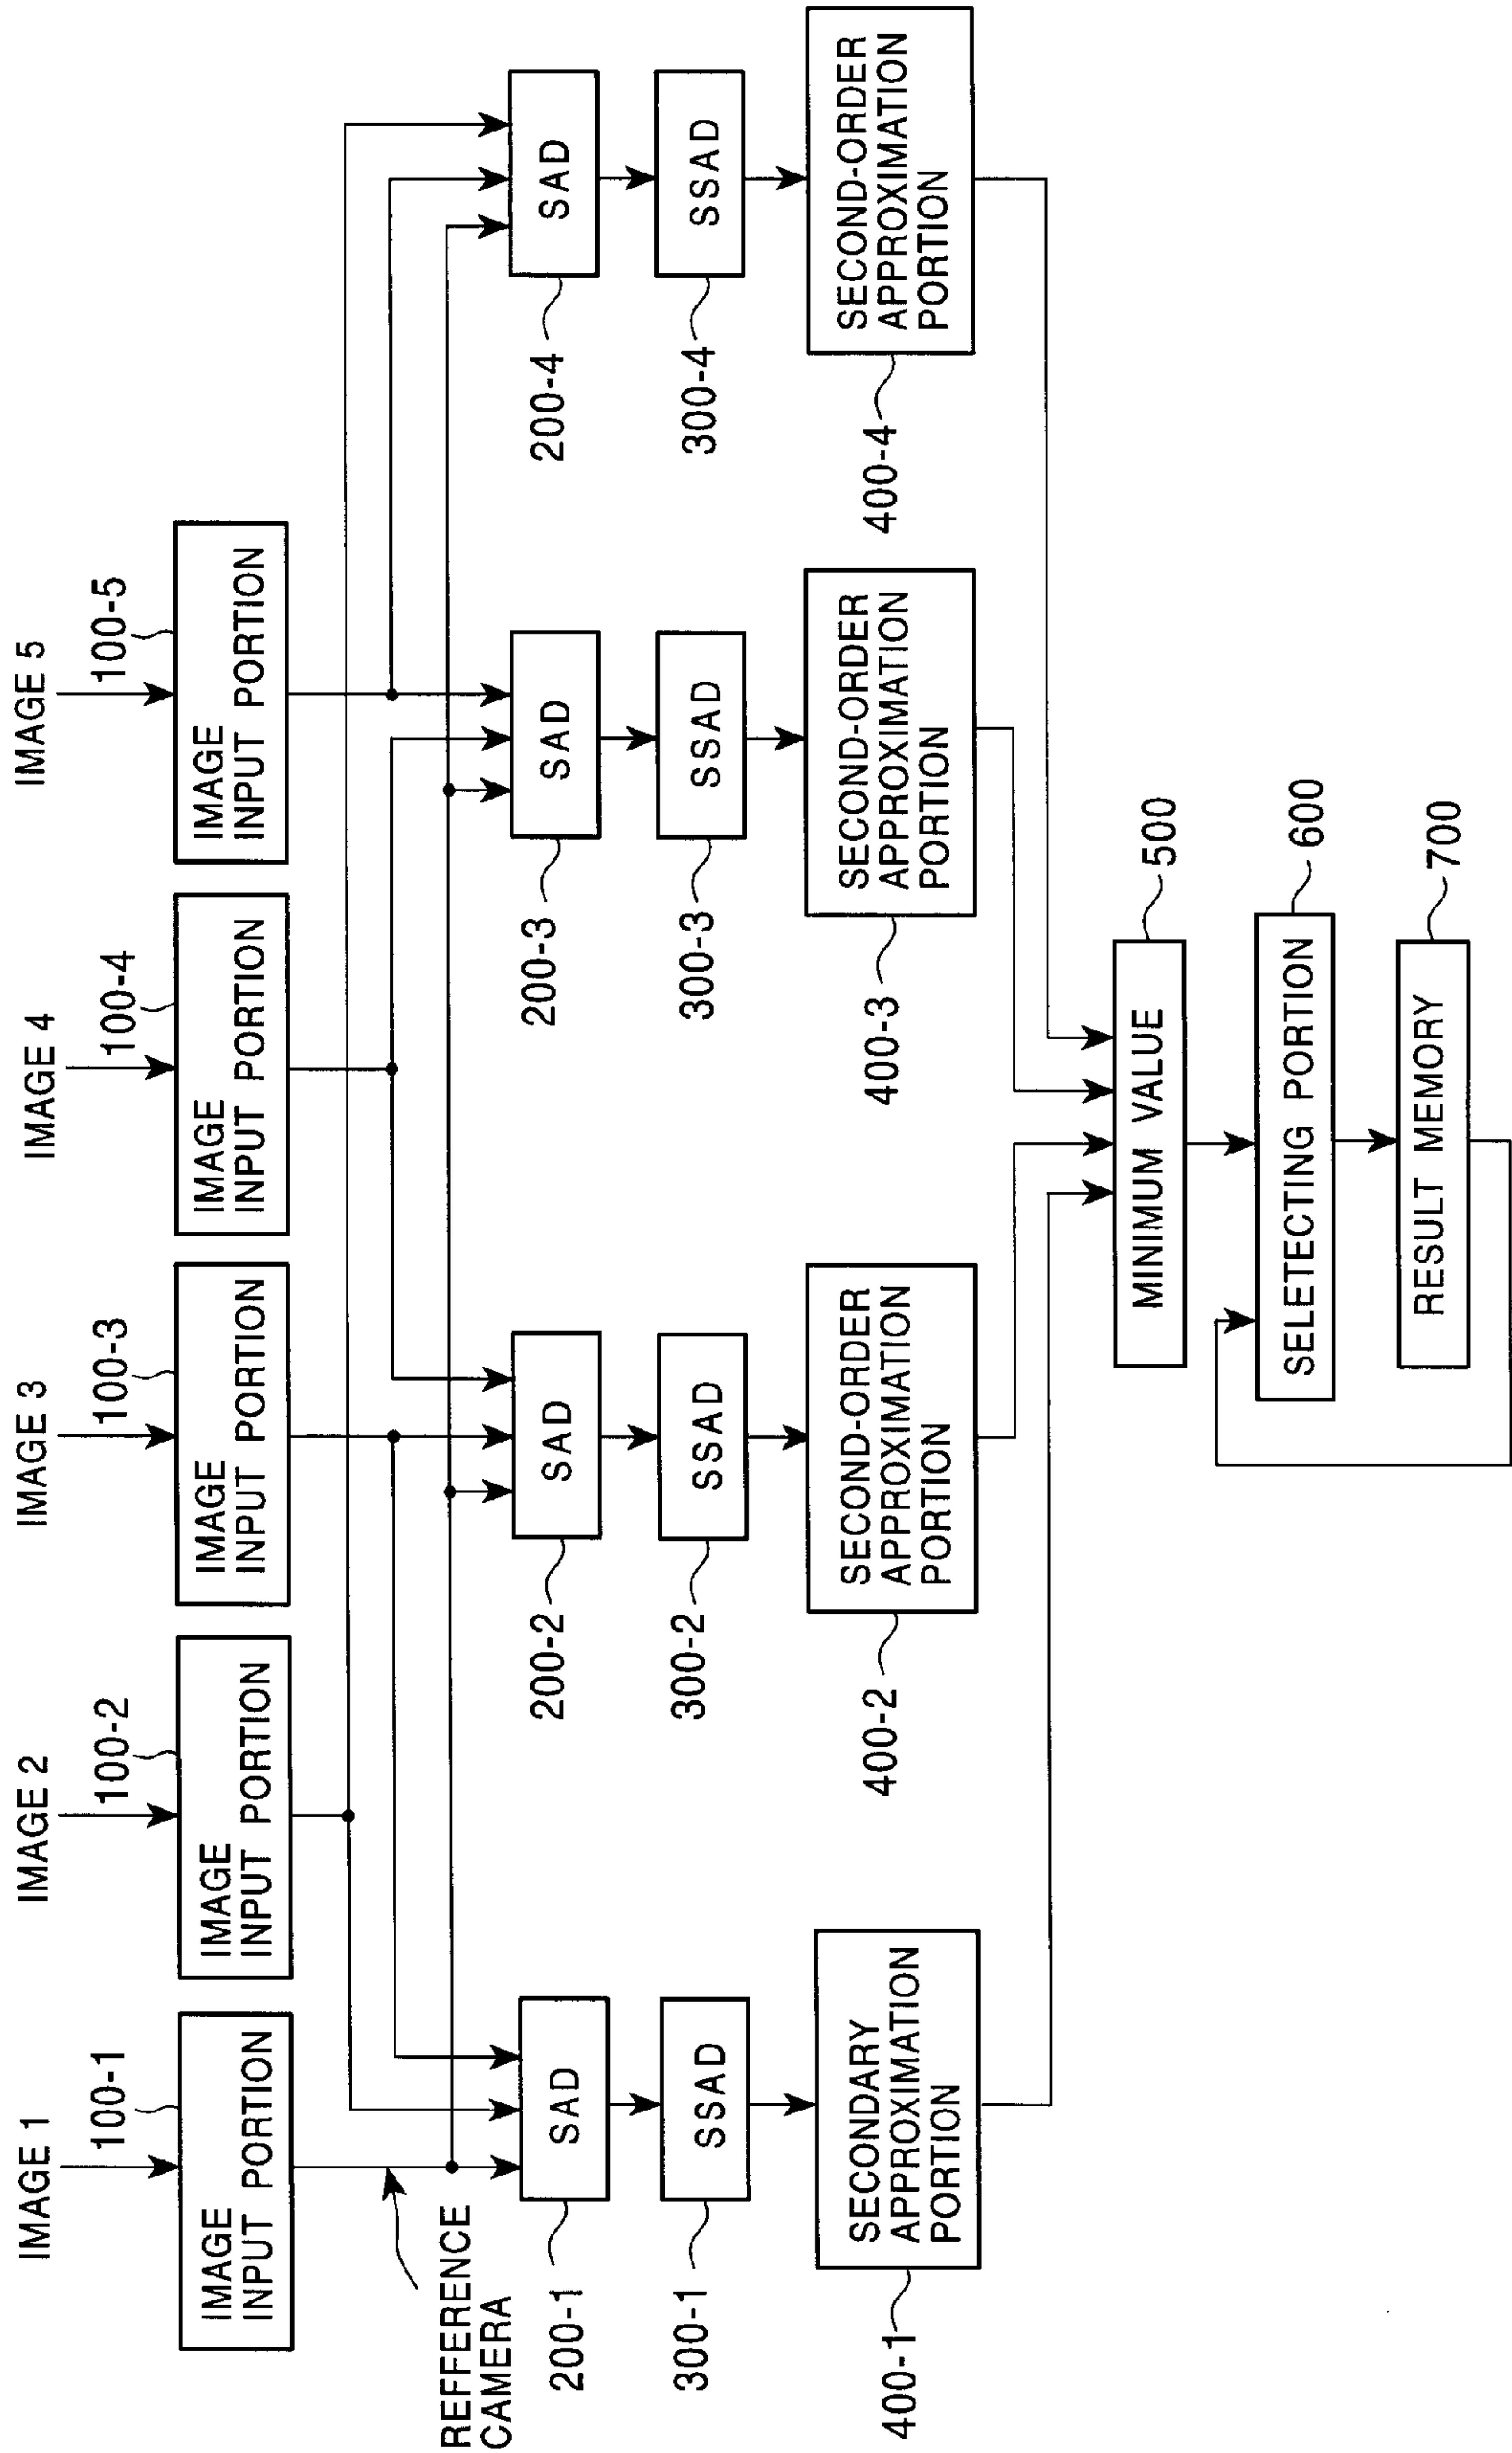 IMAGE 1
IMAGE 2
IMAGE 3
IMAGE 4
IMAGE 5
100-1
100-2
100-3
100-4
100-5
IMAGE
INPUT PORTION
IMAGE
INPUT PORTION
IMAGE
INPUT PORTION
IMAGE
INPUT PORTION
IMAGE
INPUT PORTION
REFFERENCE
CAMERA
SAD
SAD
SAD
SAD
200-1
200-2
200-3
200-4
SSAD
SSAD
SSAD
SSAD
300-1
300-2
300-3
300-4
SECONDARY
APPROXIMATION
PORTION
SECOND-ORDER
APPROXIMATION
PORTION
SECOND-ORDER
APPROXIMATION
PORTION
SECOND-ORDER
APPROXIMATION
PORTION
400-1
400-2
400-3
400-4
MINIMUM VALUE
500
SELETECTING PORTION
600
RESULT MEMORY
700